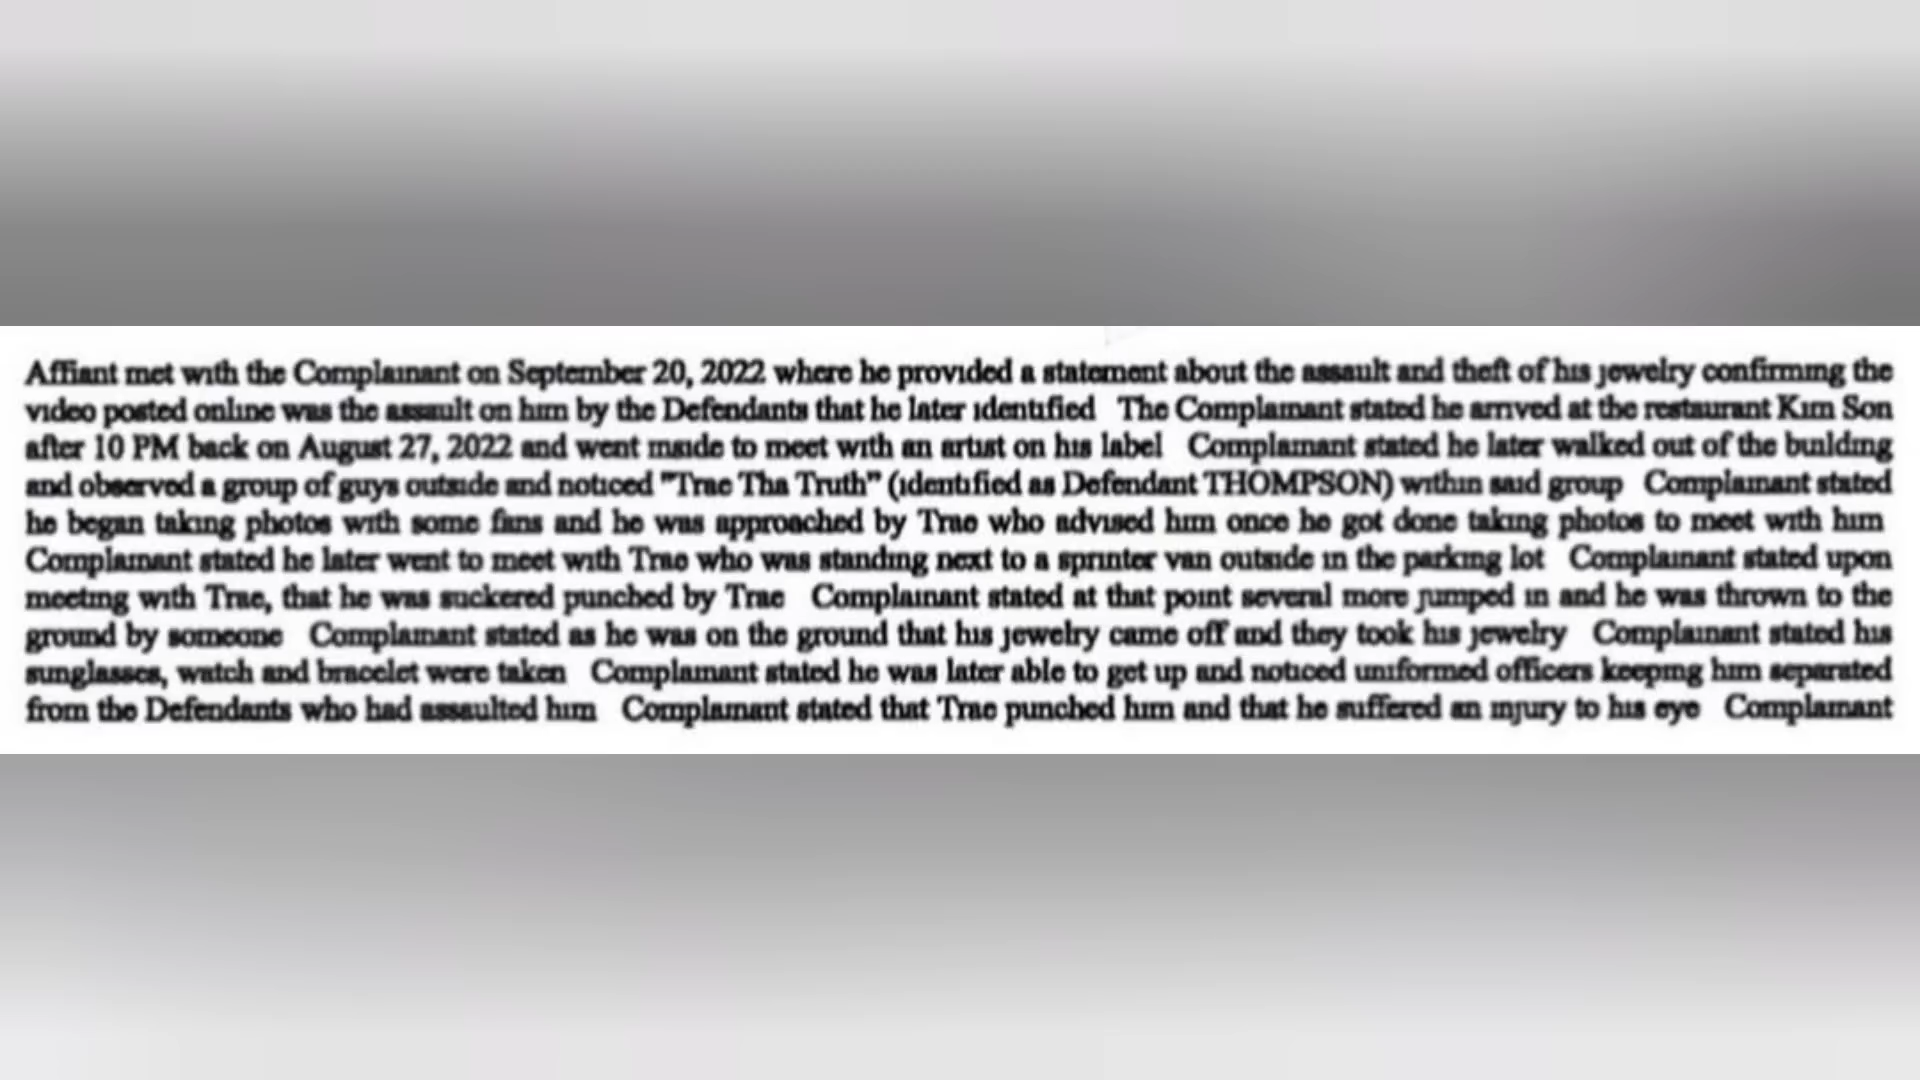 Affiant met with the Complainant on September 20, 2022 where he provided a statement about the assault and theft of his jewelry confirming the
video posted online was the assault on him by the Defendants that he later identified The Complainant stated he arrived at the restaurant Kim Son
after 10 PM back on August 27, 2022 and went inside to meet with an artist on his label Complainant stated he later walked out of the building
and observed a group of guys outside and noticed "Trae Tha Truth" (identified as Defendant THOMPSON) within said group Complainant stated
he began taking photos with some fans and he was approached by Trae who advised him once he got done taking photos to meet with him
Complainant stated he later went to meet with Trae who was standing next to a sprinter van outside in the parking lot Complainant stated upon
meeting with Trae, that he was suckered punched by Trae Complainant stated at that point several more jumped in and he was thrown to the
ground by someone Complainant stated as he was on the ground that his jewelry came off and they took his jewelry Complainant stated his
sunglasses, watch and bracelet were taken Complainant stated he was later able to get up and noticed uniformed officers keeping him separated
from the Defendants who had assaulted him Complainant stated that Trae punched him and that he suffered an injury to his eye Complainant